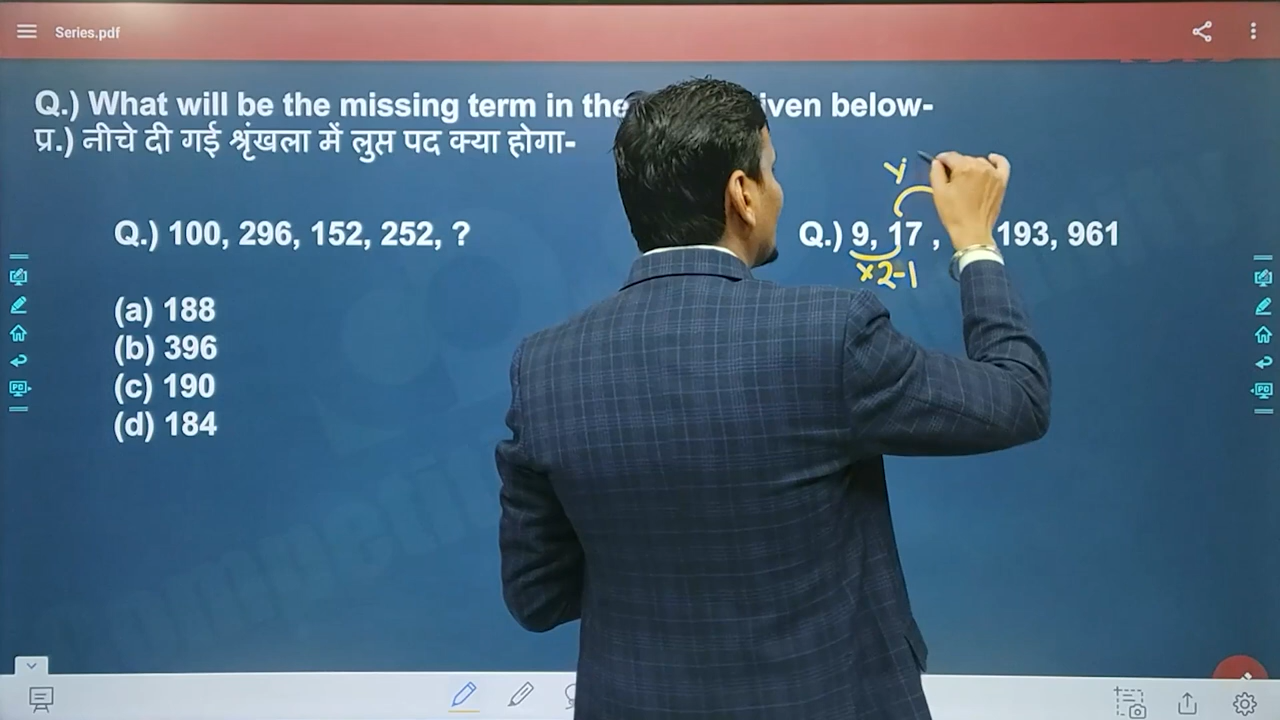 Series.pdf
Q.) What will be the missing term in the iven below-
प्र.) नीचे दी गई श्रृंखला में लुप्त पद क्या होगा-
Q.) 100, 296, 152, 252, ?
(a) 188
(b) 396
(c) 190
(d) 184
Q.) 9, 17 , 193, 961
×2-1